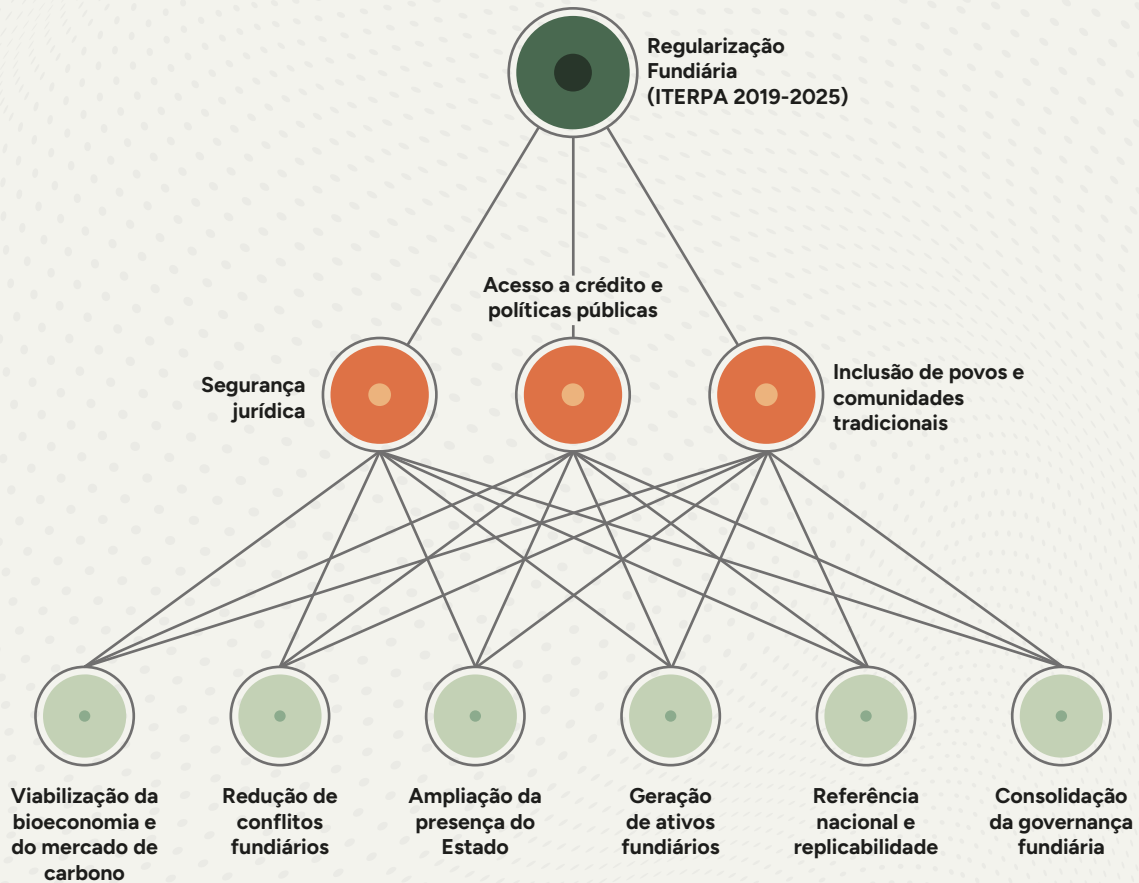 Regularização
Fundiária
(ITERPA 2019-2025)
Acesso a crédito e
políticas públicas
Segurança
jurídica
Inclusão de povos e
comunidades
tradicionais
Viabilização da
bioeconomia e
do mercado de
carbono
Redução de
conflitos
fundiários
Ampliação da
presença do
Estado
Geração
de ativos
fundiários
Referência
nacional e
replicabilidade
Consolidação
da governança
fundiária